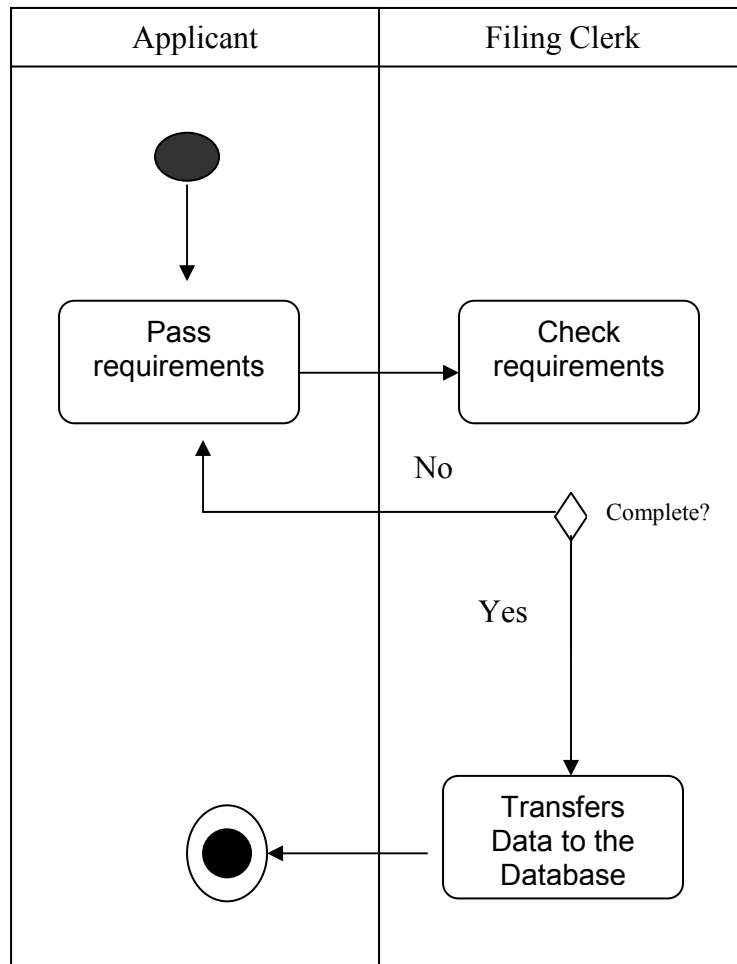 Applicant
Filing Clerk
Pass
requirements
Check
requirements
No
Complete?
Yes
Transfers
Data to the
Database